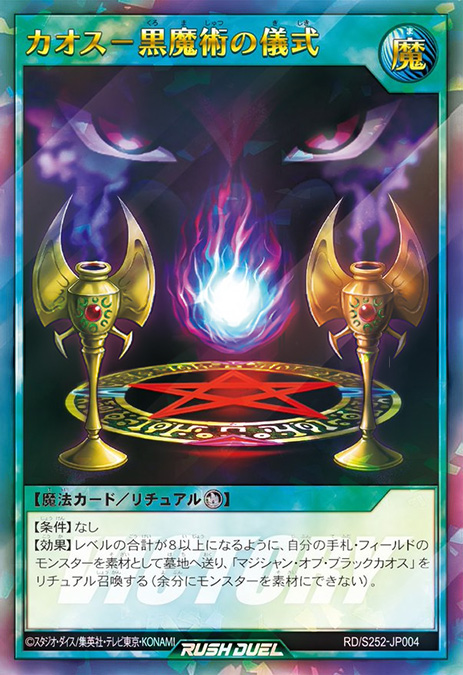 カオス－黒魔術の儀式
魔
【魔法カード／リチュアル】
【条件】なし
【効果】レベルの合計が８以上になるように、自分の手札・フィールドの
モンスターを素材として墓地へ送り、「マジシャン・オブ・ブラックカオス」を
リチュアル召喚する（余分にモンスターを素材にできない）。
VICTORY
©スタジオ・ダイス/集英社・テレビ東京・KONAMI
RUSH DUEL
RD/S252-JP004